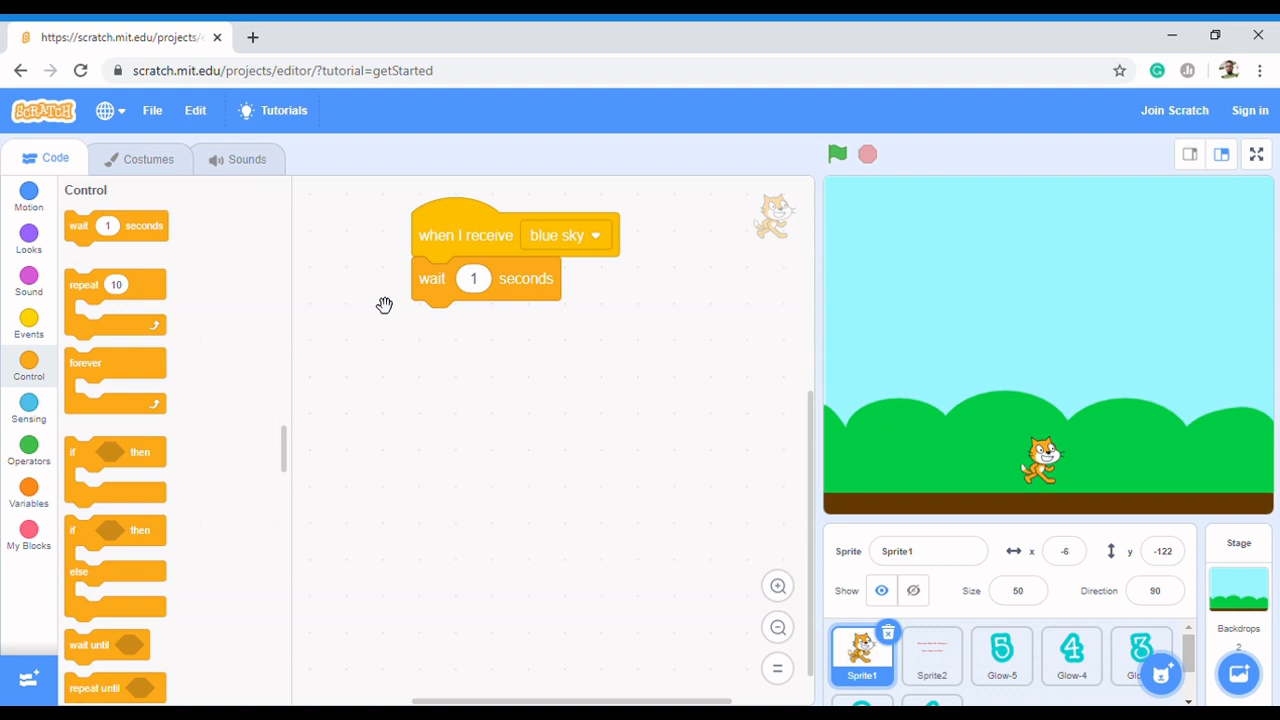 https://scratch.mit.edu/projects/e
scratch.mit.edu/projects/editor/?tutorial=getStarted
SCRATCH
File
Edit
Tutorials
Join Scratch
Sign in
Code
Costumes
Sounds
Motion
Looks
Sound
Events
Control
Sensing
Operators
Variables
My Blocks
Control
wait 1 seconds
repeat 10
forever
if then
if then
else
wait until
repeat until
when I receive blue sky
wait 1 seconds
Sprite Sprite1 x -6 y -122
Show Size 50 Direction 90
Stage
Backdrops
2
5
4
3
Sprite1
Sprite2
Glow-5
Glow-4